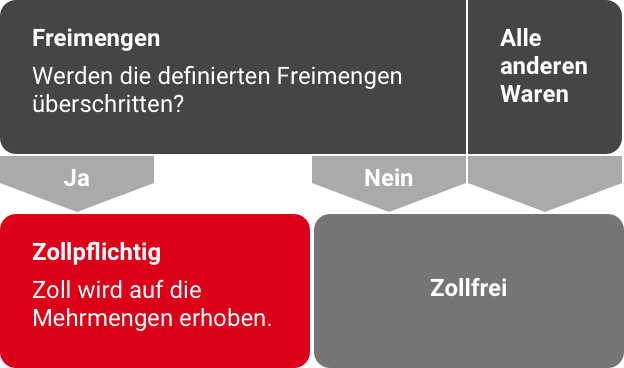 Freimengen
Werden die definierten Freimengen
überschritten?
Alle
anderen
Waren
Ja
Nein
Zollpflichtig
Zoll wird auf die
Mehrmengen erhoben.
Zollfrei